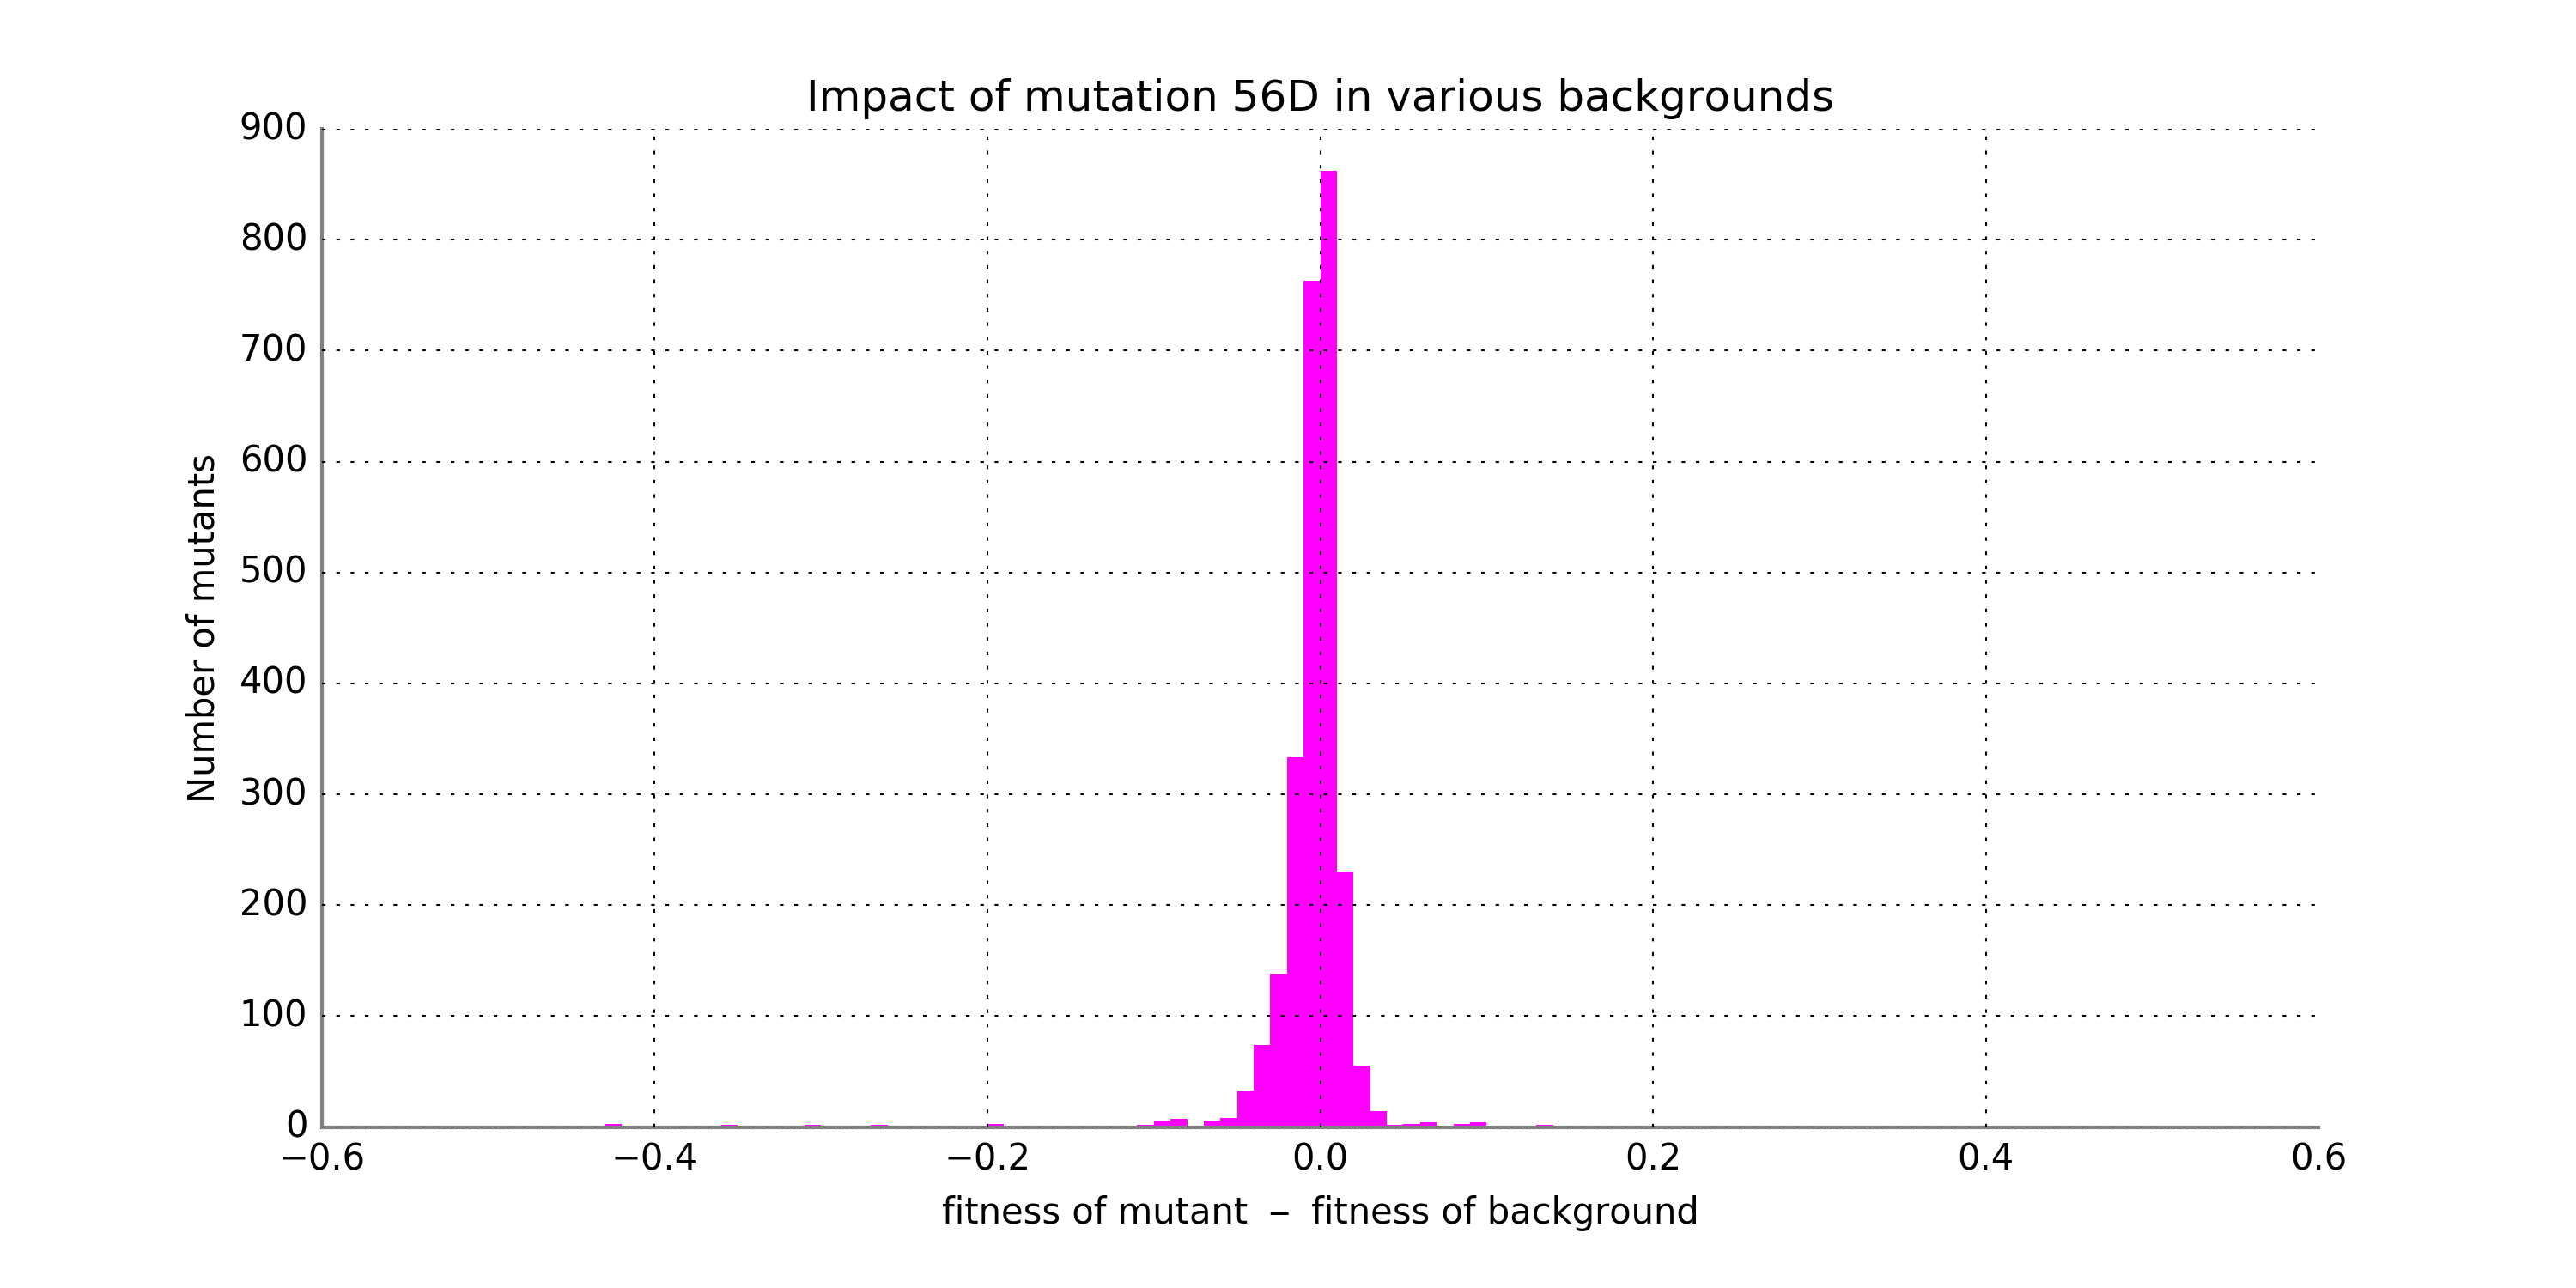 Impact of mutation 56D in various backgrounds
900
800
700
600
500
400
300
200
100
0
Number of mutants
−0.6 −0.4 −0.2 0.0 0.2 0.4 0.6
fitness of mutant − fitness of background